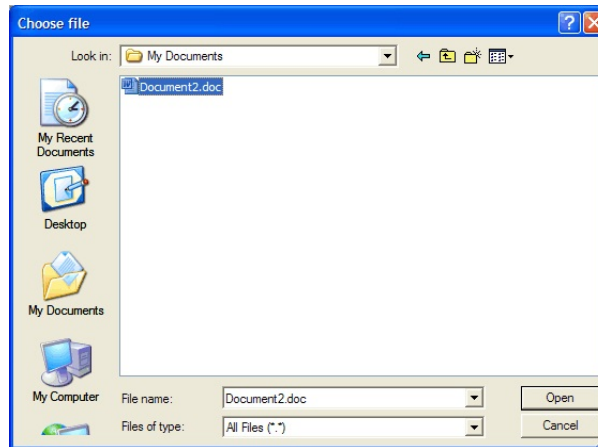 Choose file
Look in: My Documents
Document2.doc
My Recent
Documents
Desktop
My Documents
My Computer
File name: Document2.doc Open
Files of type: All Files (*.*) Cancel